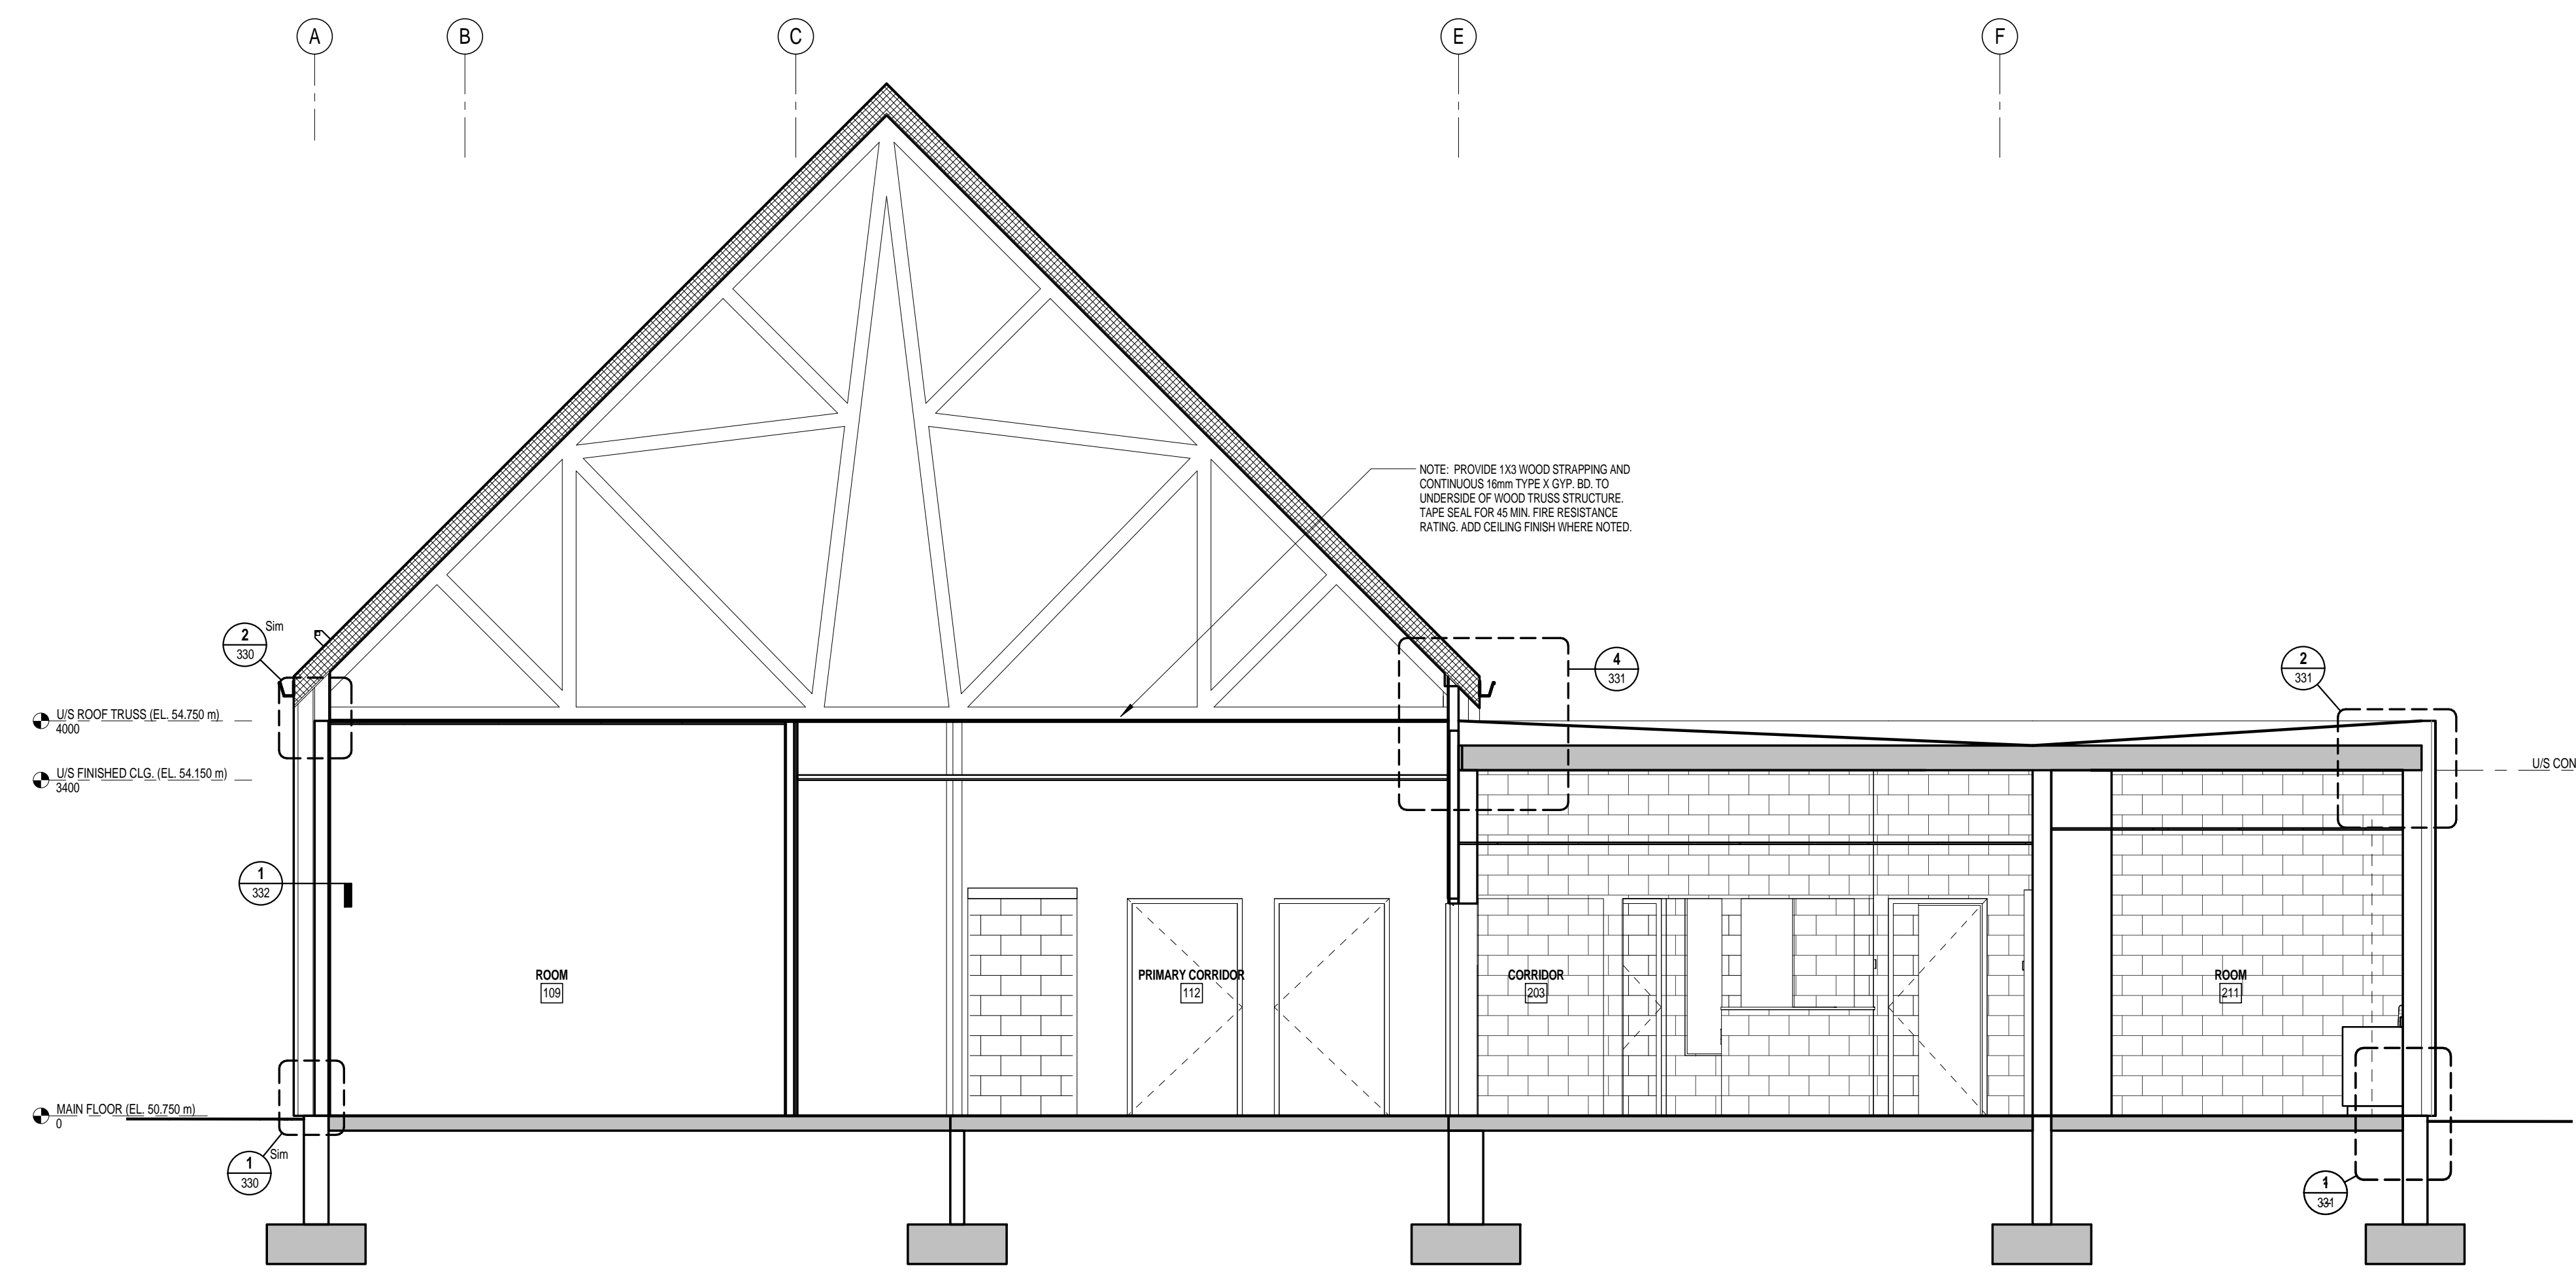 A
B
C
E
F
NOTE: PROVIDE 1X3 WOOD STRAPPING AND
CONTINUOUS 16mm TYPE X GYP. BD. TO
UNDERSIDE OF WOOD TRUSS STRUCTURE.
TAPE SEAL FOR 45 MIN. FIRE RESISTANCE
RATING. ADD CEILING FINISH WHERE NOTED.
2
330
Sim
4
331
2
331
U/S ROOF TRUSS (EL. 54.750 m)
4000
U/S FINISHED CLG. (EL. 54.150 m)
3400
U/S CON
1
332
ROOM
109
PRIMARY CORRIDOR
112
CORRIDOR
203
ROOM
211
MAIN FLOOR (EL. 50.750 m)
0
1
330
Sim
1
331